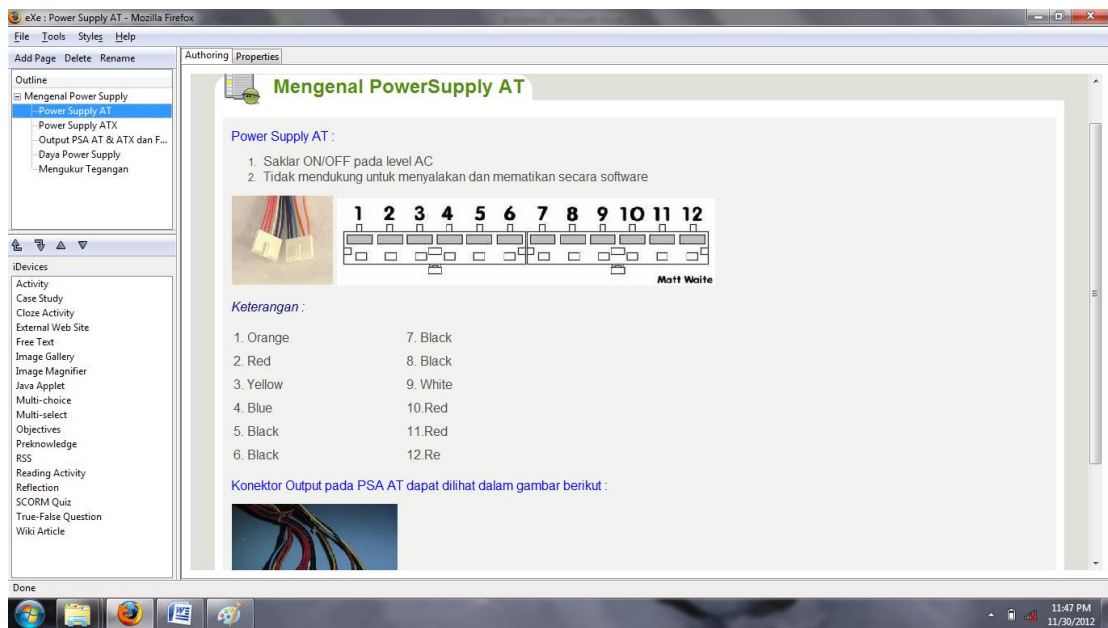 eXe : Power Supply AT - Mozilla Firefox
File Tools Styles Help
Add Page Delete Rename
Authoring Properties
Outline
Mengenal Power Supply
Power Supply AT
Power Supply ATX
Output PSA AT & ATX dan F...
Daya Power Supply
Mengukur Tegangan
iDevices
Activity
Case Study
Cloze Activity
External Web Site
Free Text
Image Gallery
Image Magnifier
Java Applet
Multi-choice
Multi-select
Objectives
Preknowledge
RSS
Reading Activity
Reflection
SCORM Quiz
True-False Question
Wiki Article
Mengenal PowerSupply AT
Power Supply AT :
1. Saklar ON/OFF pada level AC
2. Tidak mendukung untuk menyalakan dan mematikan secara software
1 2 3 4 5 6 7 8 9 10 11 12
Matt Waite
Keterangan :
1. Orange 7. Black
2. Red 8. Black
3. Yellow 9. White
4. Blue 10.Red
5. Black 11.Red
6. Black 12.Re
Konektor Output pada PSA AT dapat dilihat dalam gambar berikut :
Done
11:47 PM
11/30/2012